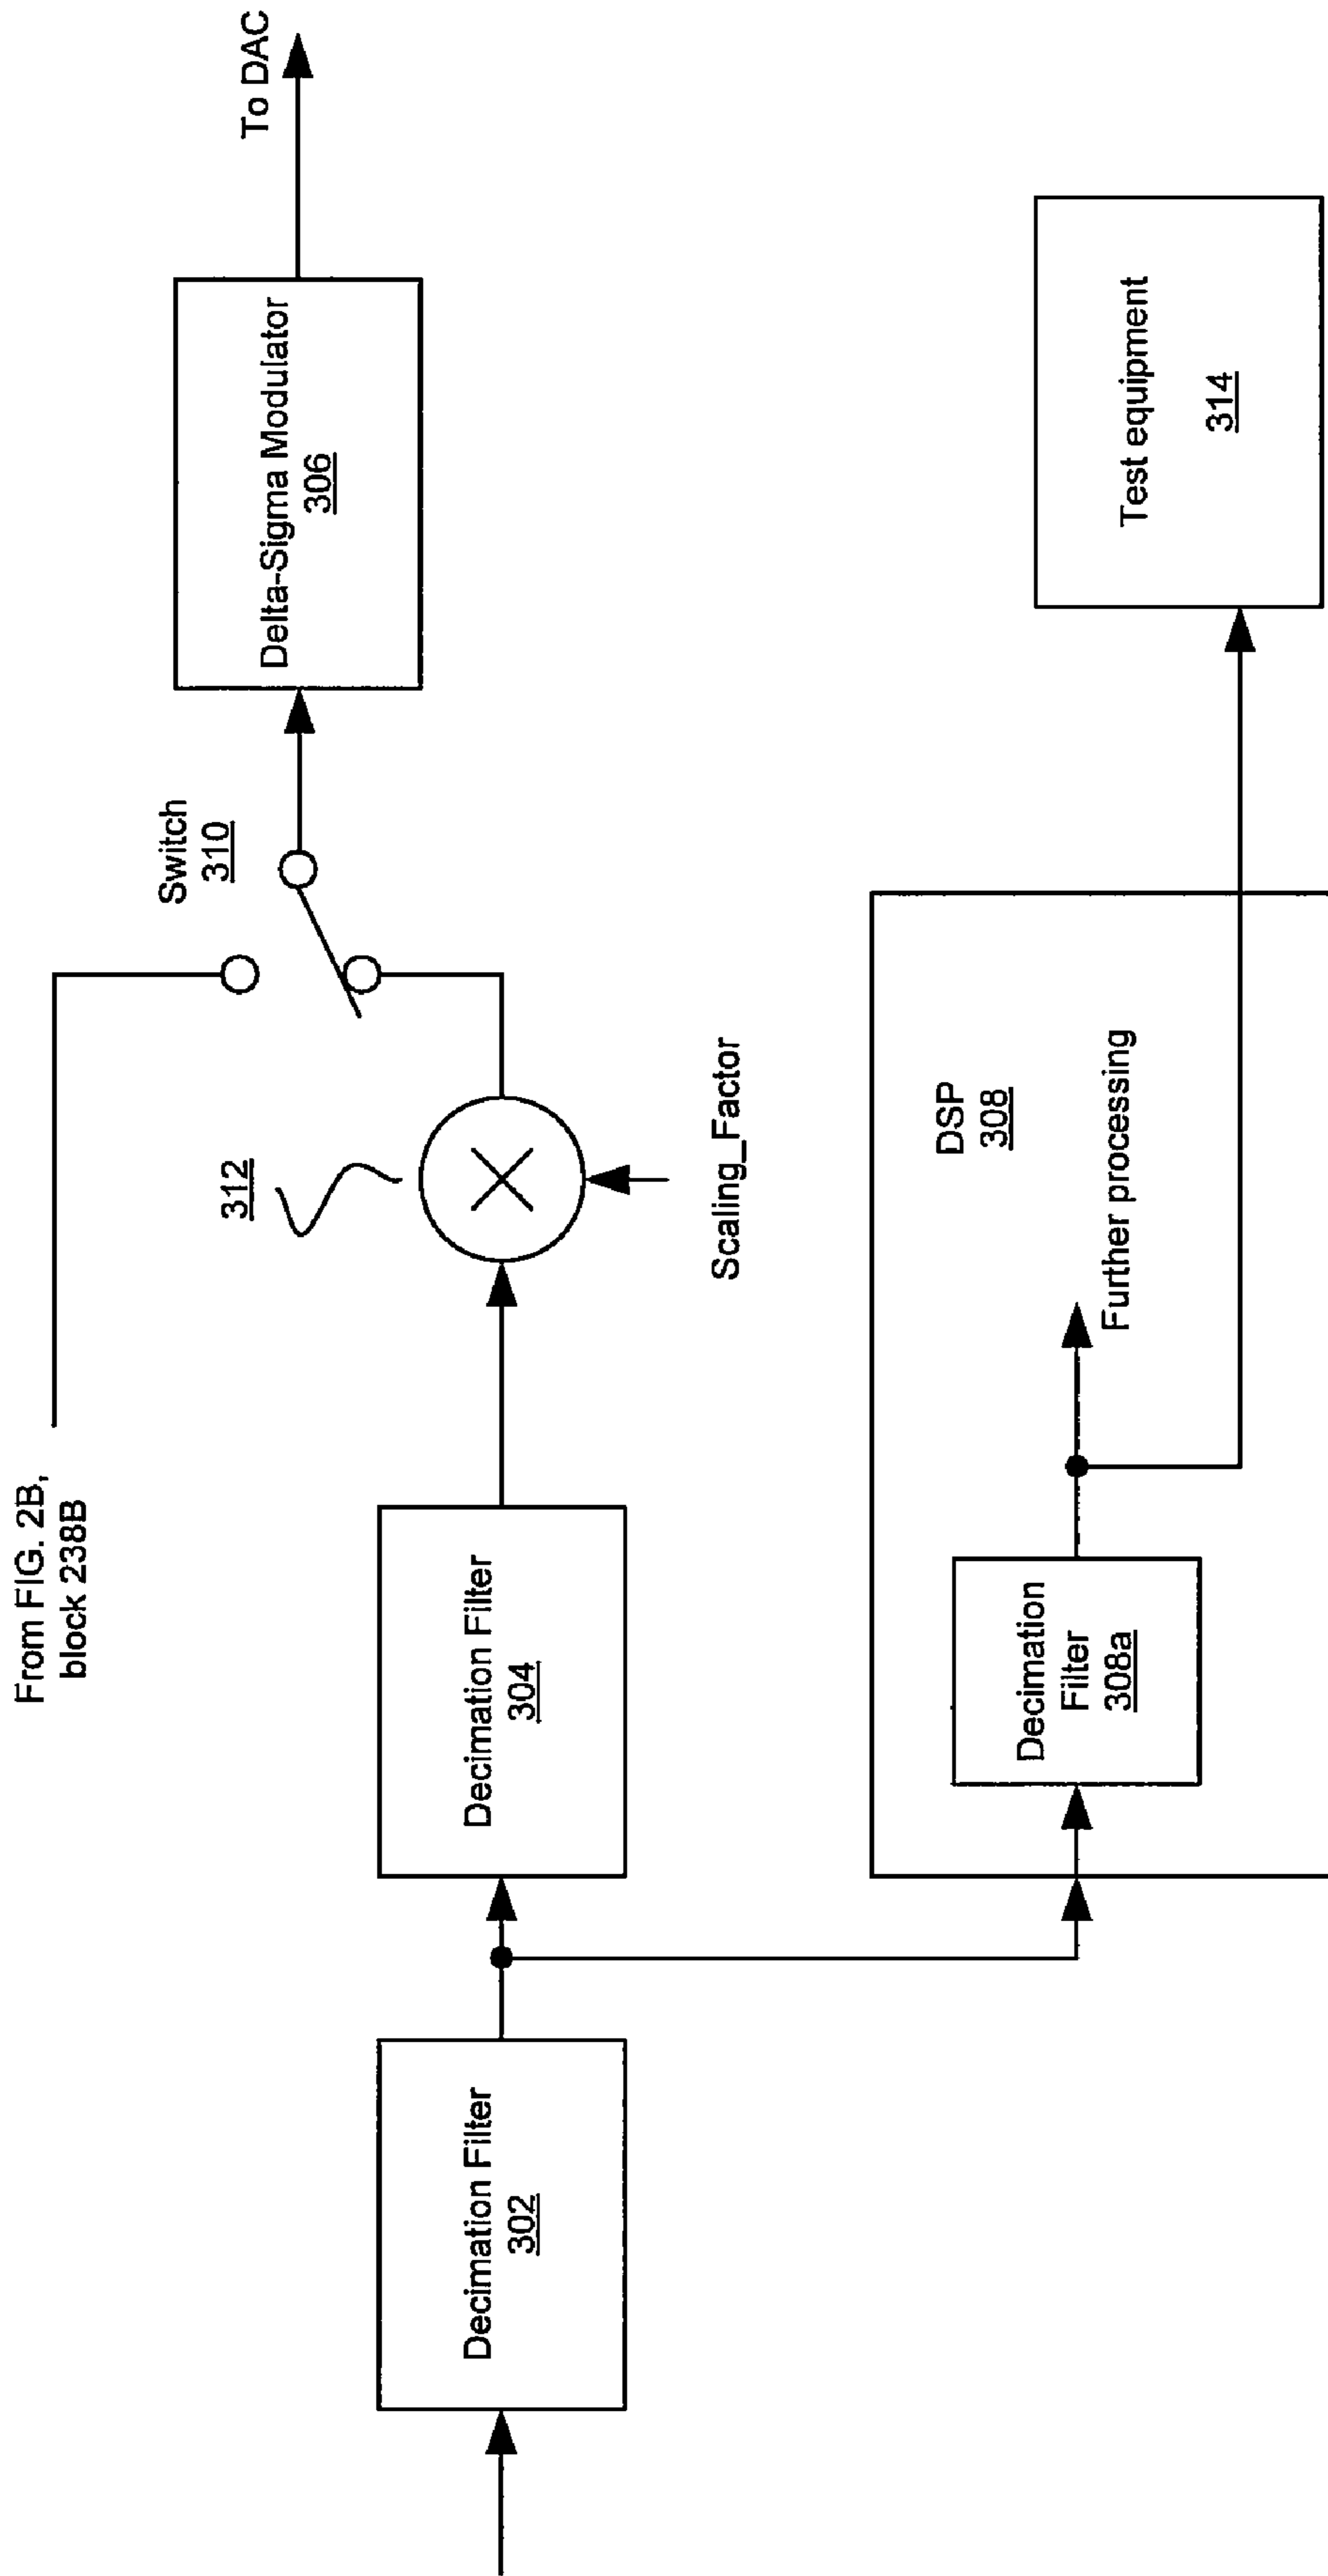 From FIG. 2B,
block 238B
Switch
310
To DAC
Delta-Sigma Modulator
306
312
Decimation Filter
302
Decimation Filter
304
Scaling_Factor
DSP
308
Decimation
Filter
308a
Further processing
Test equipment
314